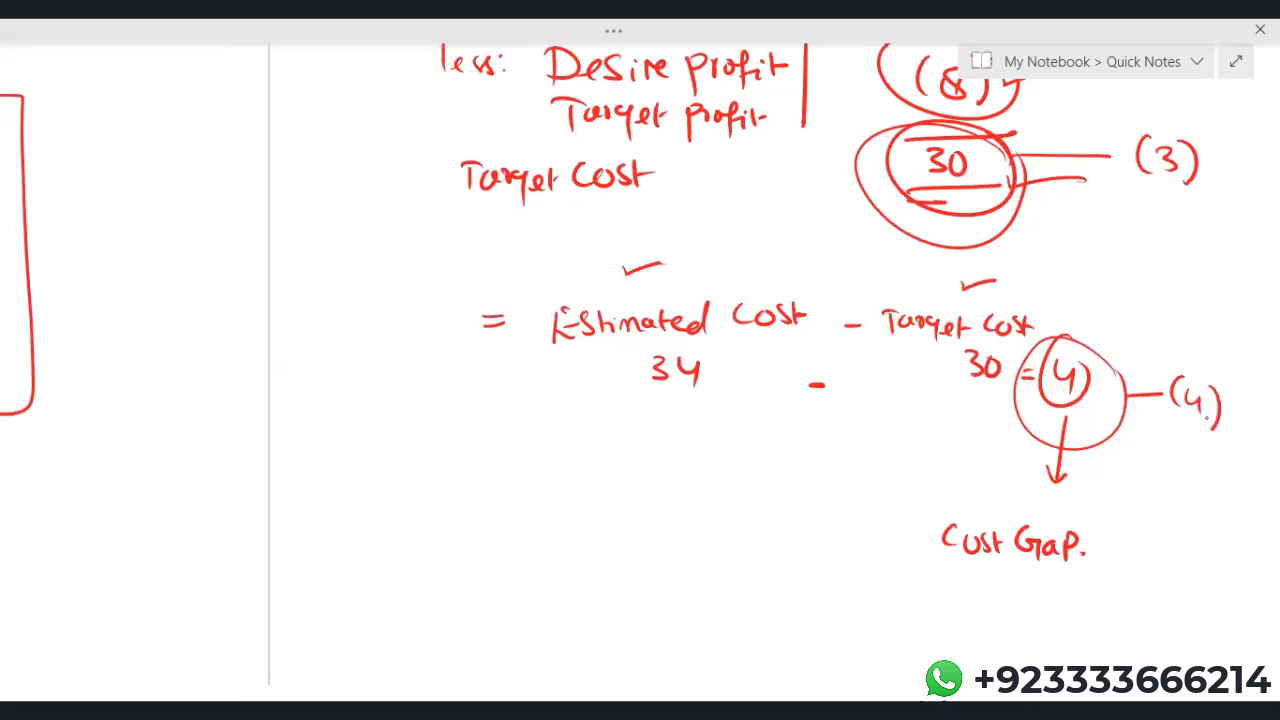 My Notebook > Quick Notes
less: Desire profit (8)
Target profit
Target Cost 30 (3)
= Estimated Cost - Target Cost
34 - 30 = 4 (4)
Cost Gap.
+923333666214